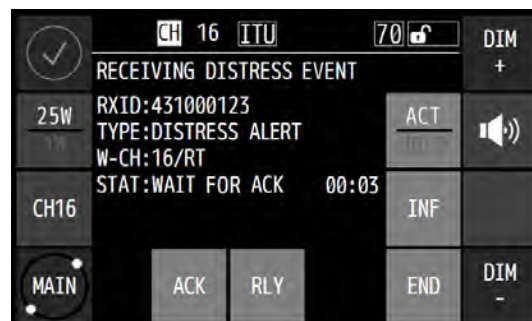 CH 16 ITU 70
DIM
+
RECEIVING DISTRESS EVENT
25W
1W
RXID:431000123
TYPE:DISTRESS ALERT
W-CH:16/RT
STAT:WAIT FOR ACK 00:03
ACT
CH16
INF
MAIN
ACK
RLY
END
DIM
-